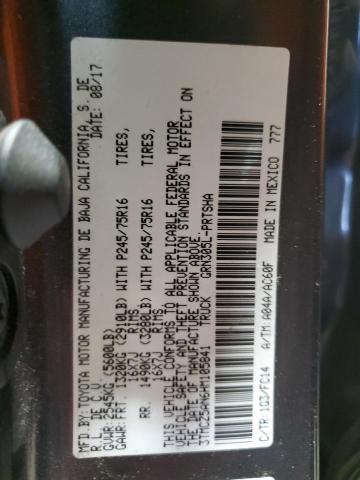 MFD. BY: TOYOTA MOTOR MANUFACTURING DE BAJA CALIFORNIA, S. DE
R.L. DE C.V. DATE: 08/17
GVWR: 2545KG (5600LB)
GAWR: FRT. 1320KG (2910LB) WITH P245/75R16 TIRES,
16X7J RIMS
RR. 1490KG (3280LB) WITH P245/75R16 TIRES,
16X7J RIMS
THIS VEHICLE CONFORMS TO ALL APPLICABLE FEDERAL MOTOR
VEHICLE SAFETY AND THEFT PREVENTION STANDARDS IN EFFECT ON
THE DATE OF MANUFACTURE SHOWN ABOVE.
3TMCZ5AN6HM105841 TRUCK GRN305L-PRTSHA
C/TR: 1G3/FC14 A/TM: A04A/AC60F MADE IN MEXICO 777